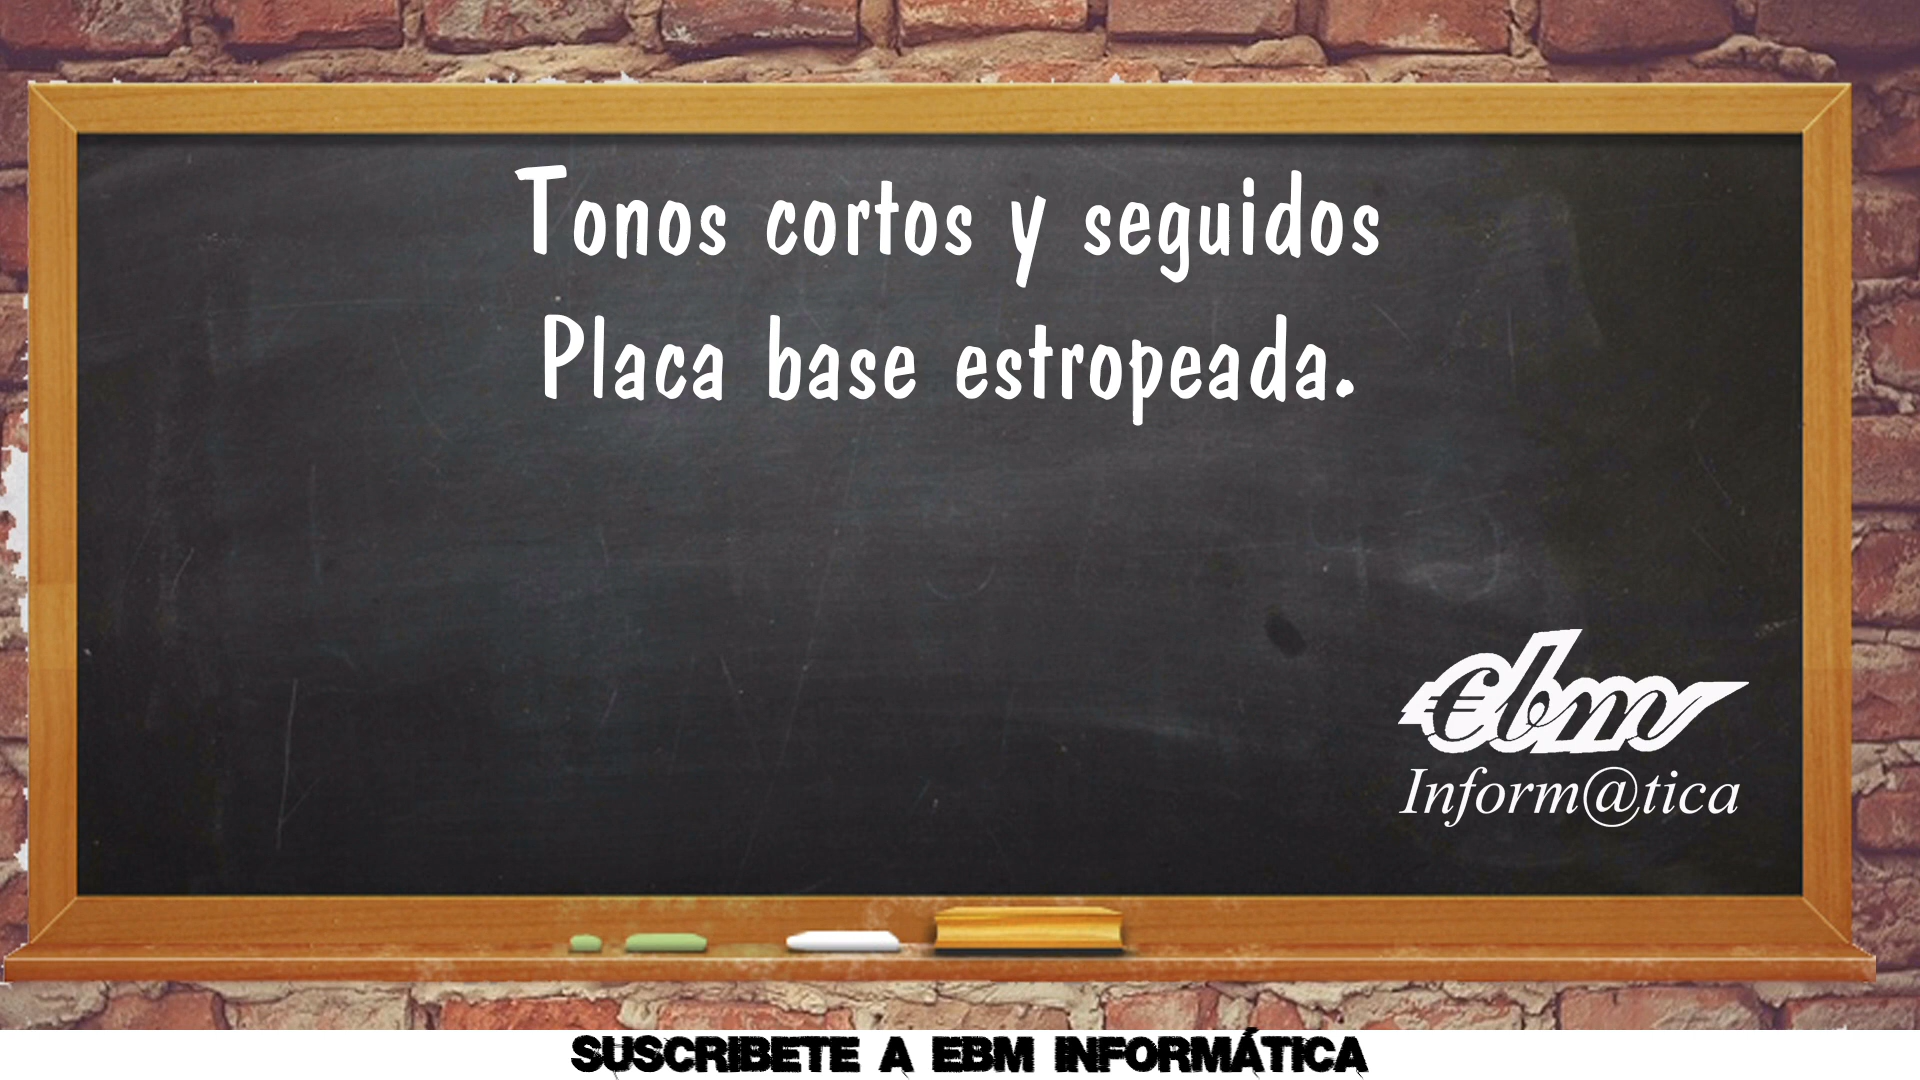 Tonos cortos y seguidos
Placa base estropeada.
ebm
Inform@tica
SUSCRIBETE A EBM INFORMÁTICA